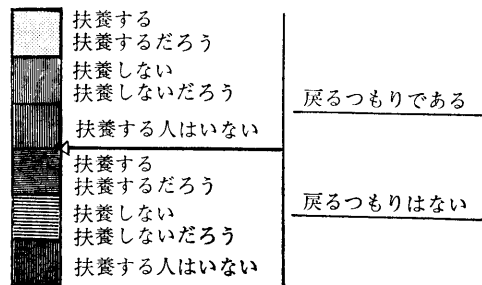 扶養する
扶養するだろう
扶養しない
扶養しないだろう
扶養する人はいない
扶養する
扶養するだろう
扶養しない
扶養しないだろう
扶養する人はいない
戻るつもりである
戻るつもりはない